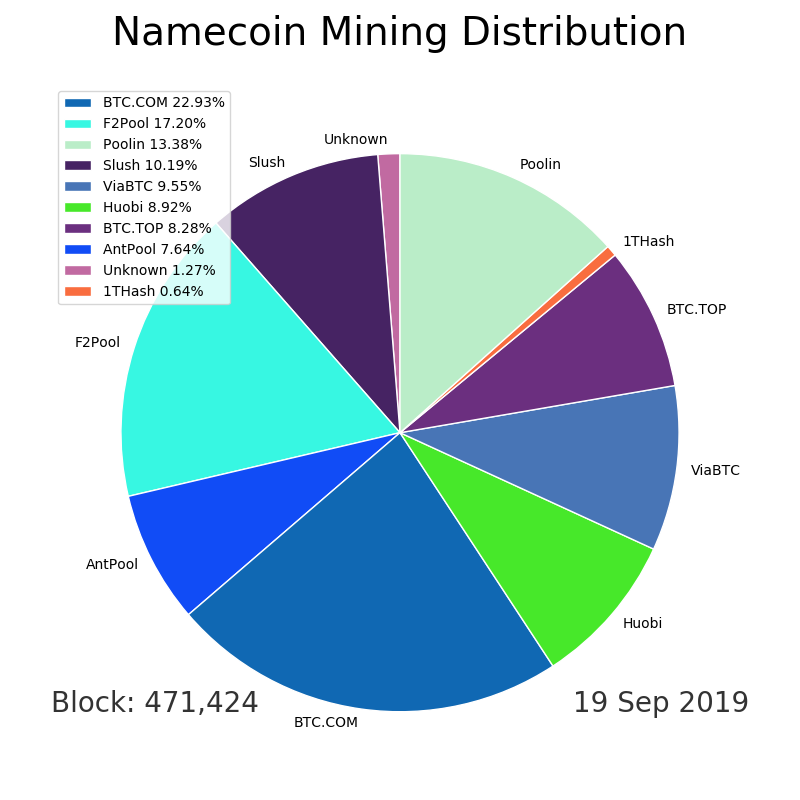 Namecoin Mining Distribution
BTC.COM 22.93%
F2Pool 17.20%
Poolin 13.38%
Slush 10.19%
ViaBTC 9.55%
Huobi 8.92%
BTC.TOP 8.28%
AntPool 7.64%
Unknown 1.27%
1THash 0.64%
Unknown
Slush
Poolin
1THash
BTC.TOP
F2Pool
ViaBTC
AntPool
Huobi
BTC.COM
Block: 471,424
19 Sep 2019